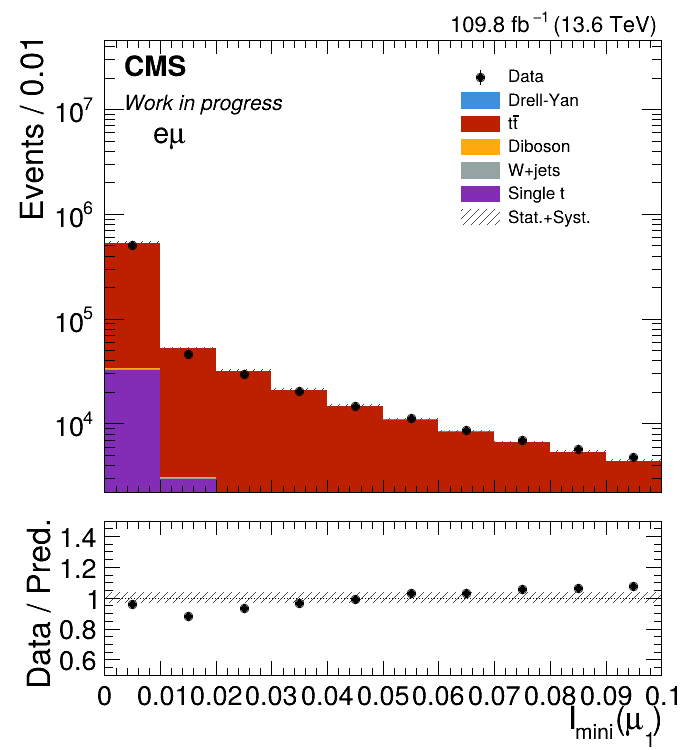 109.8 fb⁻¹ (13.6 TeV)
CMS
Work in progress
eμ
Data
Drell-Yan
tt̄
Diboson
W+jets
Single t
Stat.+Syst.
Events / 0.01
10⁷
10⁶
10⁵
10⁴
Data / Pred.
1.4
1.2
1
0.8
0.6
0 0.01 0.02 0.03 0.04 0.05 0.06 0.07 0.08 0.09 0.1
I_mini(μ₁)